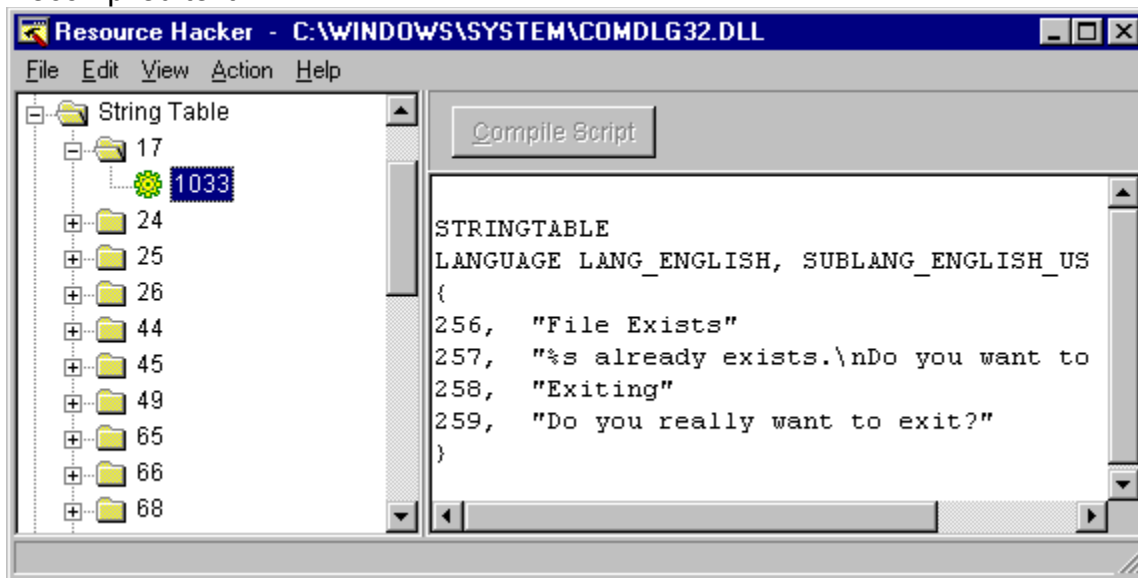 Resource Hacker - C:\WINDOWS\SYSTEM\COMDLG32.DLL
File Edit View Action Help
String Table
17
1033
24
25
26
44
45
49
65
66
68
Compile Script
STRINGTABLE
LANGUAGE LANG_ENGLISH, SUBLANG_ENGLISH_US
{
256, "File Exists"
257, "%s already exists.\nDo you want to
258, "Exiting"
259, "Do you really want to exit?"
}